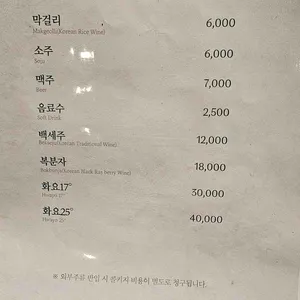 막걸리 6,000
Makgeolli(Korean Rice Wine)
소주 6,000
Soju
맥주 7,000
Beer
음료수 2,500
Soft Drink
백세주 12,000
(Korean Traditional Wine)
복분자 18,000
Bokbunja(Korean Black Raspberry Wine)
화요17° 30,000
Hwayo 17°
화요25° 40,000
Hwayo 25°
※ 외부주류 반입 시 콜키지 비용이 별도로 청구됩니다.